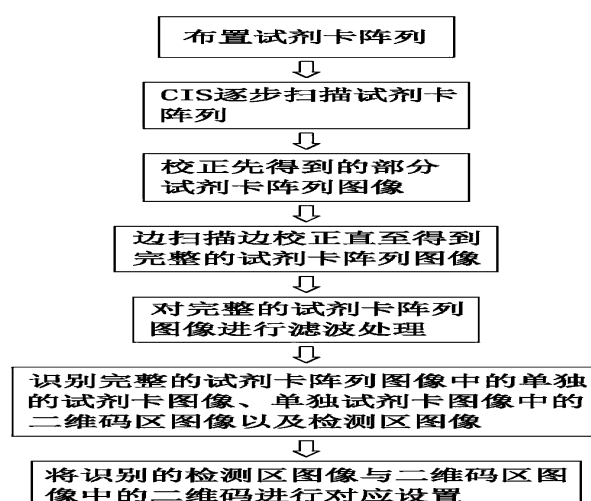 布置试剂卡阵列
CIS逐步扫描试剂卡
阵列
校正先得到的部分
试剂卡阵列图像
边扫描边校正直至得到
完整的试剂卡阵列图像
对完整的试剂卡阵列
图像进行滤波处理
识别完整的试剂卡阵列图像中的单独
的试剂卡图像、单独试剂卡图像中的
二维码区图像以及检测区图像
将识别的检测区图像与二维码区图
像中的二维码进行对应设置